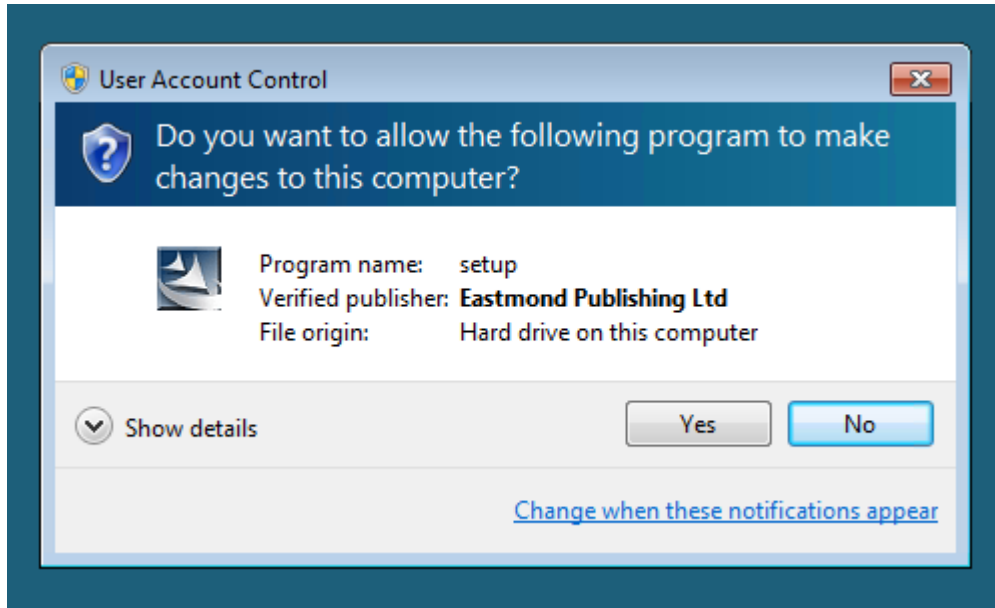 User Account Control
Do you want to allow the following program to make
changes to this computer?
Program name: setup
Verified publisher: Eastmond Publishing Ltd
File origin: Hard drive on this computer
Show details
Yes
No
Change when these notifications appear